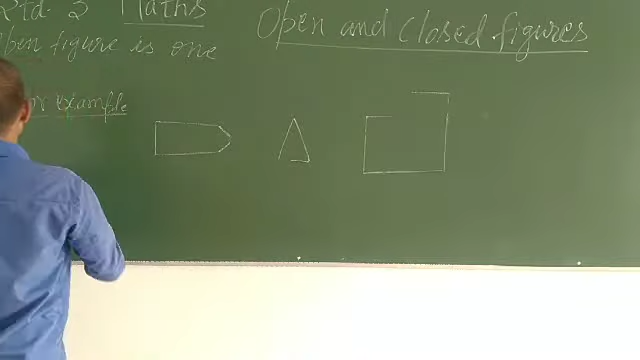 Std. 3 Maths
Open and closed figures
Open figure is one
For example